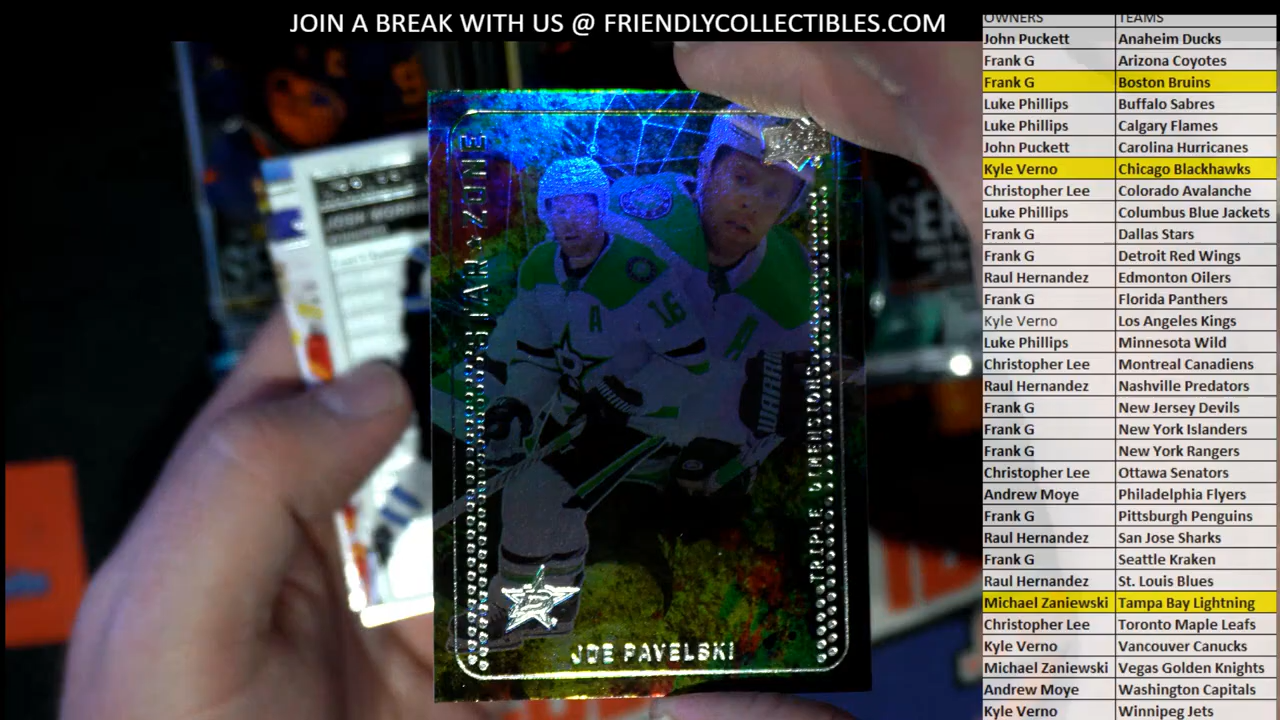 JOIN A BREAK WITH US @ FRIENDLYCOLLECTIBLES.COM
OWNERS TEAMS
John Puckett Anaheim Ducks
Frank G Arizona Coyotes
Frank G Boston Bruins
Luke Phillips Buffalo Sabres
Luke Phillips Calgary Flames
John Puckett Carolina Hurricanes
Kyle Verno Chicago Blackhawks
Christopher Lee Colorado Avalanche
Luke Phillips Columbus Blue Jackets
Frank G Dallas Stars
Frank G Detroit Red Wings
Raul Hernandez Edmonton Oilers
Frank G Florida Panthers
Kyle Verno Los Angeles Kings
Luke Phillips Minnesota Wild
Christopher Lee Montreal Canadiens
Raul Hernandez Nashville Predators
Frank G New Jersey Devils
Frank G New York Islanders
Frank G New York Rangers
Christopher Lee Ottawa Senators
Andrew Moye Philadelphia Flyers
Frank G Pittsburgh Penguins
Raul Hernandez San Jose Sharks
Frank G Seattle Kraken
Raul Hernandez St. Louis Blues
Michael Zaniewski Tampa Bay Lightning
Christopher Lee Toronto Maple Leafs
Kyle Verno Vancouver Canucks
Michael Zaniewski Vegas Golden Knights
Andrew Moye Washington Capitals
Kyle Verno Winnipeg Jets
STAR ZONE
A
16
A
WARRIOR
TRIPLE DIMENSIONS
JOE PAVELSKI